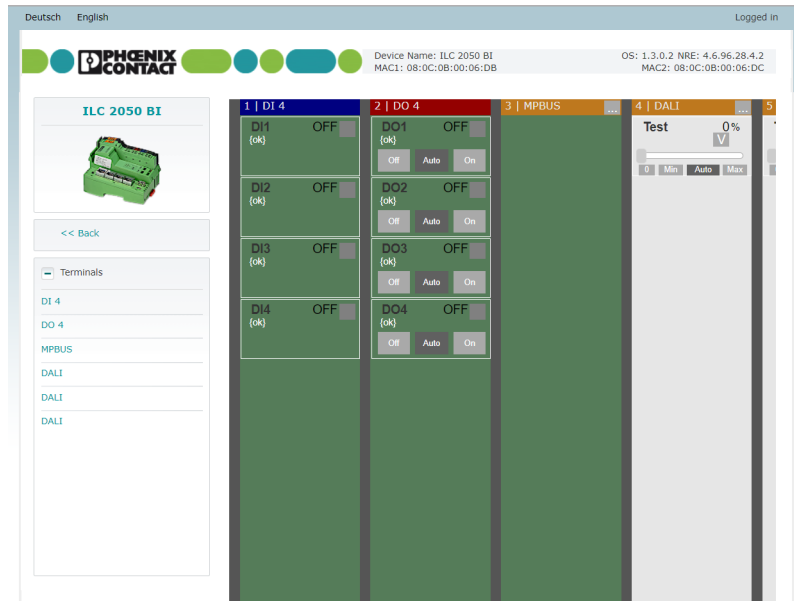 Deutsch English Logged in
PHŒNIX
CONTACT
Device Name: ILC 2050 BI
MAC1: 08:0C:0B:00:06:DB
OS: 1.3.0.2 NRE: 4.6.96.28.4.2
MAC2: 08:0C:0B:00:06:DC
ILC 2050 BI
<< Back
Terminals
DI 4
DO 4
MPBUS
DALI
DALI
DALI
1 | DI 4
DI1 OFF
{ok}
DI2 OFF
{ok}
DI3 OFF
{ok}
DI4 OFF
{ok}
2 | DO 4
DO1 OFF
{ok}
Off Auto On
DO2 OFF
{ok}
Off Auto On
DO3 OFF
{ok}
Off Auto On
DO4 OFF
{ok}
Off Auto On
3 | MPBUS ...
4 | DALI ...
Test 0%
V
0 Min Auto Max
5